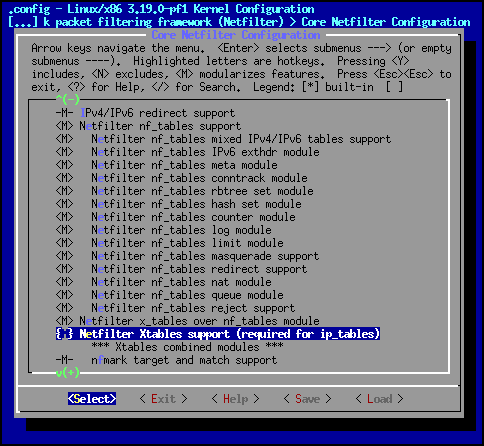 .config - Linux/x86 3.19.0-pf1 Kernel Configuration
[...] k packet filtering framework (Netfilter) > Core Netfilter Configuration
Core Netfilter Configuration
Arrow keys navigate the menu.  <Enter> selects submenus ---> (or empty
submenus ----).  Highlighted letters are hotkeys.  Pressing <Y>
includes, <N> excludes, <M> modularizes features.  Press <Esc><Esc> to
exit, <?> for Help, </> for Search.  Legend: [*] built-in  [ ]
^(-)
-M- IPv4/IPv6 redirect support
<M> Netfilter nf_tables support
<M>   Netfilter nf_tables mixed IPv4/IPv6 tables support
<M>   Netfilter nf_tables IPv6 exthdr module
<M>   Netfilter nf_tables meta module
<M>   Netfilter nf_tables conntrack module
<M>   Netfilter nf_tables rbtree set module
<M>   Netfilter nf_tables hash set module
<M>   Netfilter nf_tables counter module
<M>   Netfilter nf_tables log module
<M>   Netfilter nf_tables limit module
<M>   Netfilter nf_tables masquerade support
<M>   Netfilter nf_tables redirect support
<M>   Netfilter nf_tables nat module
<M>   Netfilter nf_tables queue module
<M>   Netfilter nf_tables reject support
<M> Netfilter x_tables over nf_tables module
{*} Netfilter Xtables support (required for ip_tables)
*** Xtables combined modules ***
-M-   nfmark target and match support
v(+)
<Select>    < Exit >    < Help >    < Save >    < Load >